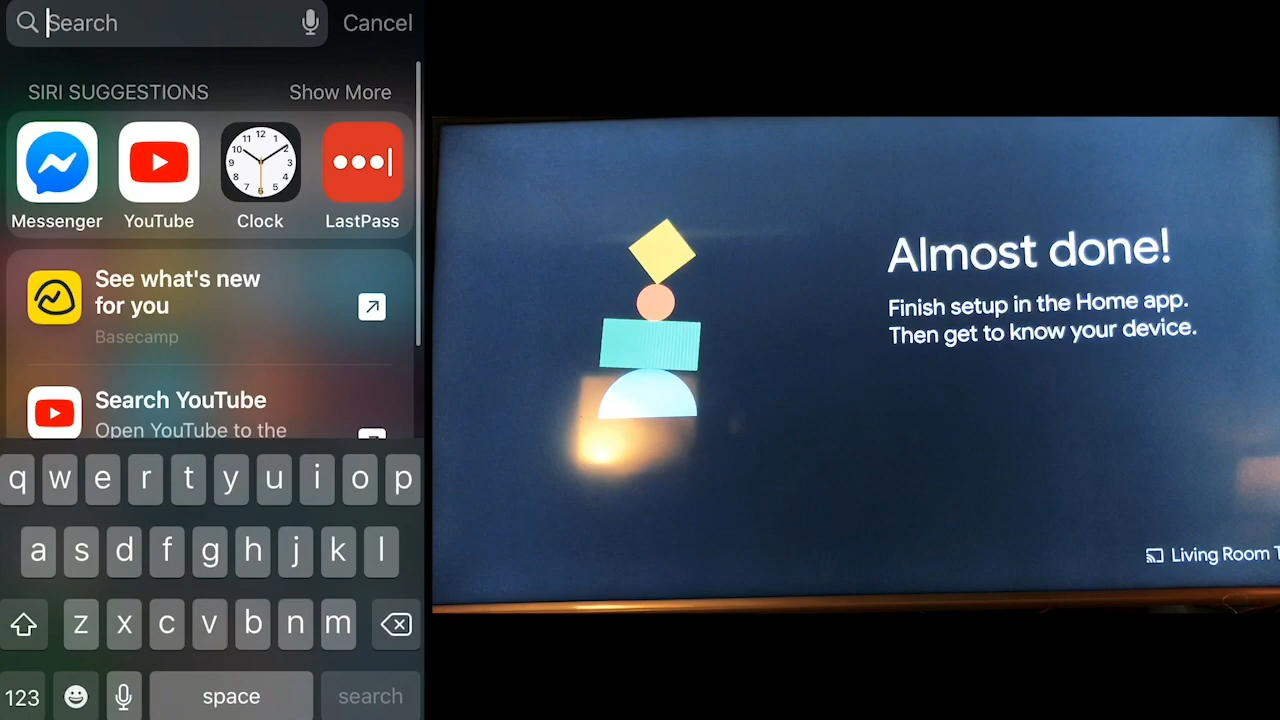 Search
Cancel
SIRI SUGGESTIONS
Show More
Messenger
YouTube
Clock
LastPass
See what's new
for you
Basecamp
Search YouTube
Open YouTube to the
q w e r t y u i o p
a s d f g h j k l
z x c v b n m
123
space
search
Almost done!
Finish setup in the Home app.
Then get to know your device.
Living Room